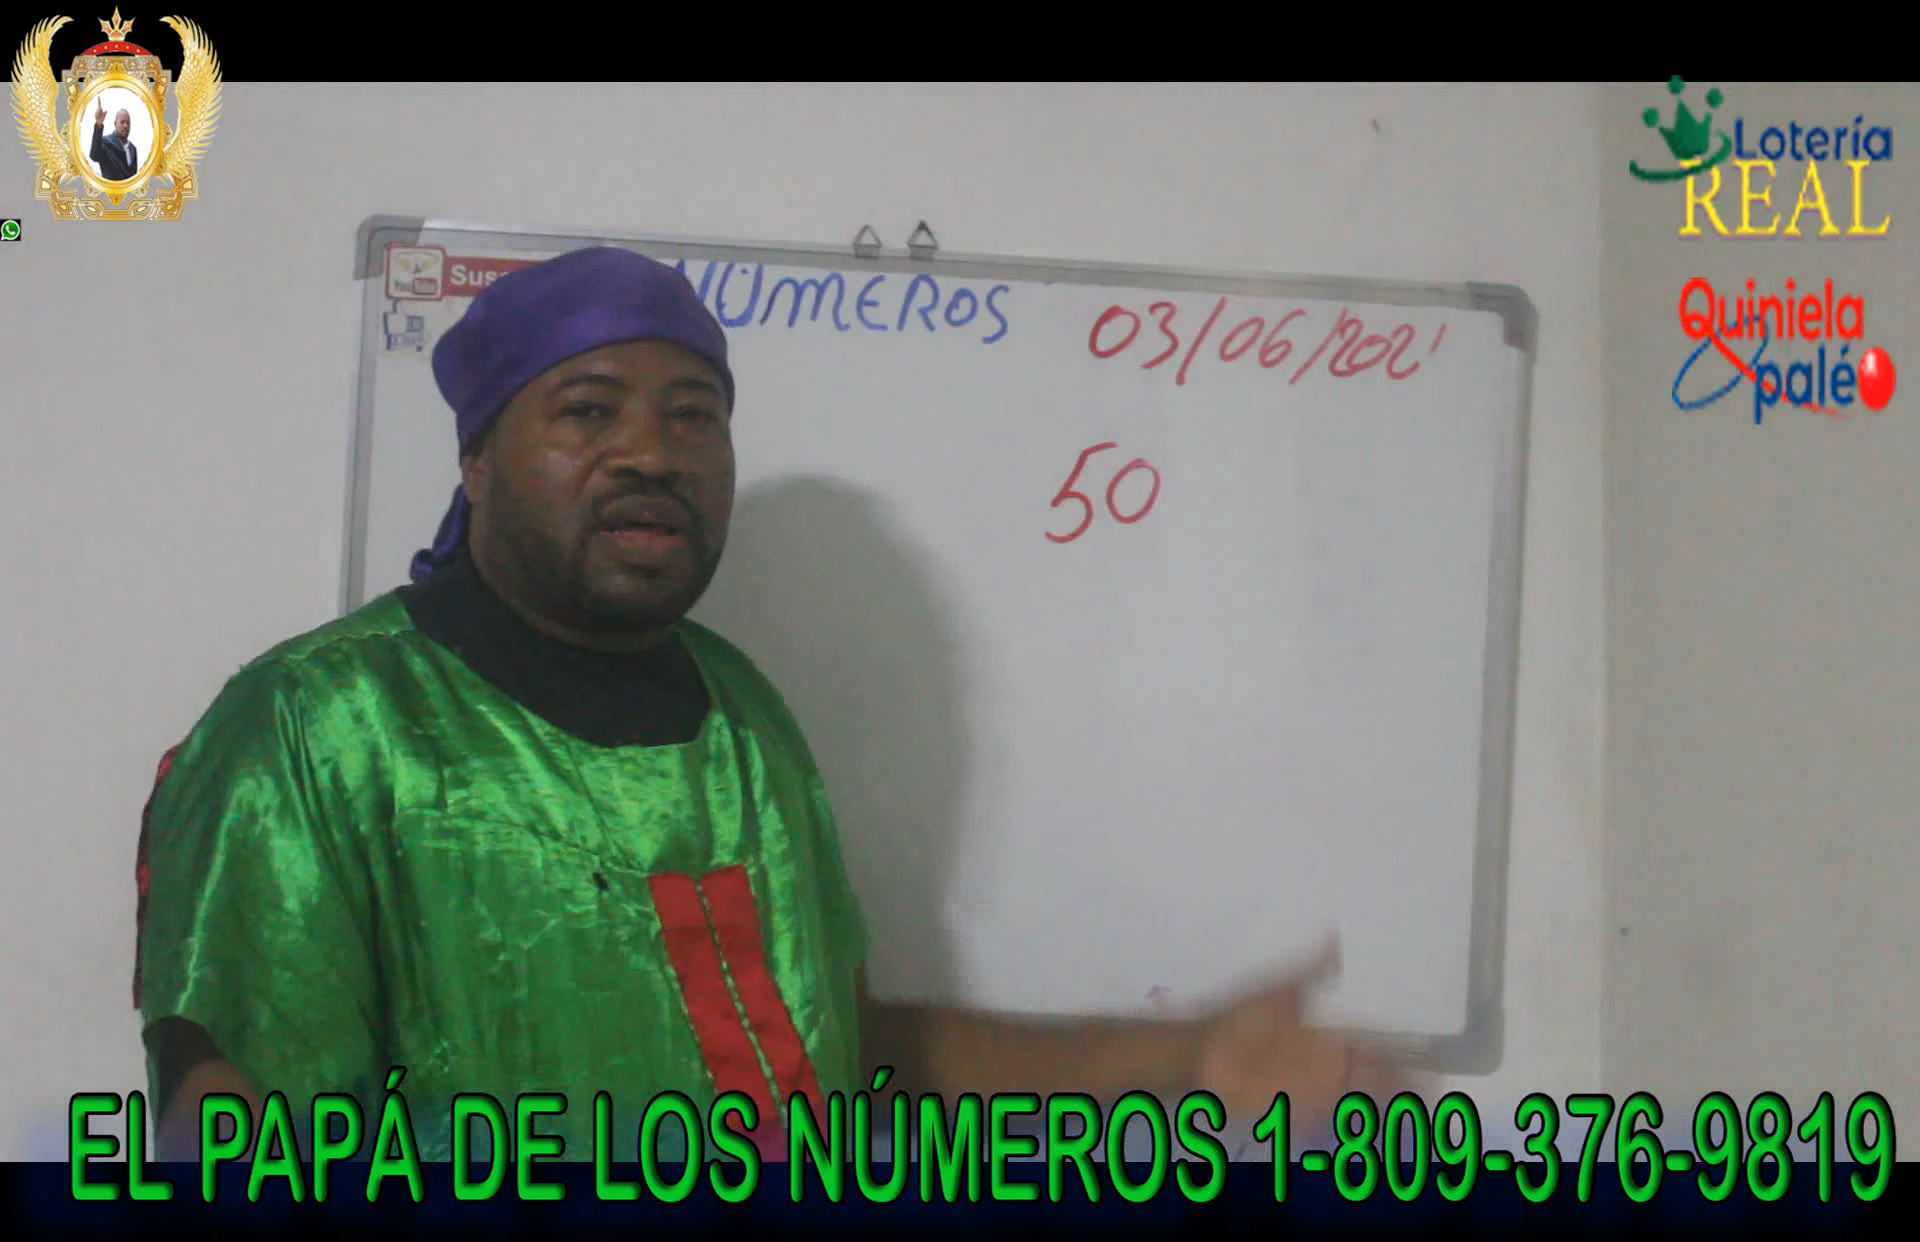 Lotería
REAL
Quiniela
palé
NÚMEROS 03/06/2021
50
EL PAPÁ DE LOS NÚMEROS 1-809-376-9819